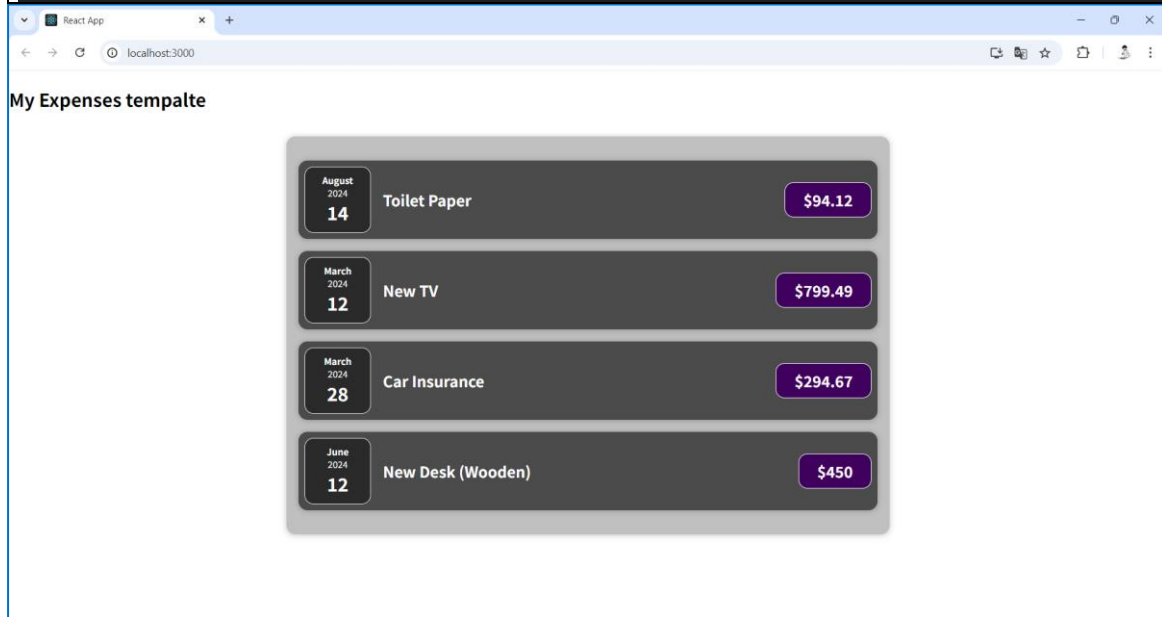 React App
localhost:3000
My Expenses tempalte
August
2024
14
Toilet Paper
$94.12
March
2024
12
New TV
$799.49
March
2024
28
Car Insurance
$294.67
June
2024
12
New Desk (Wooden)
$450